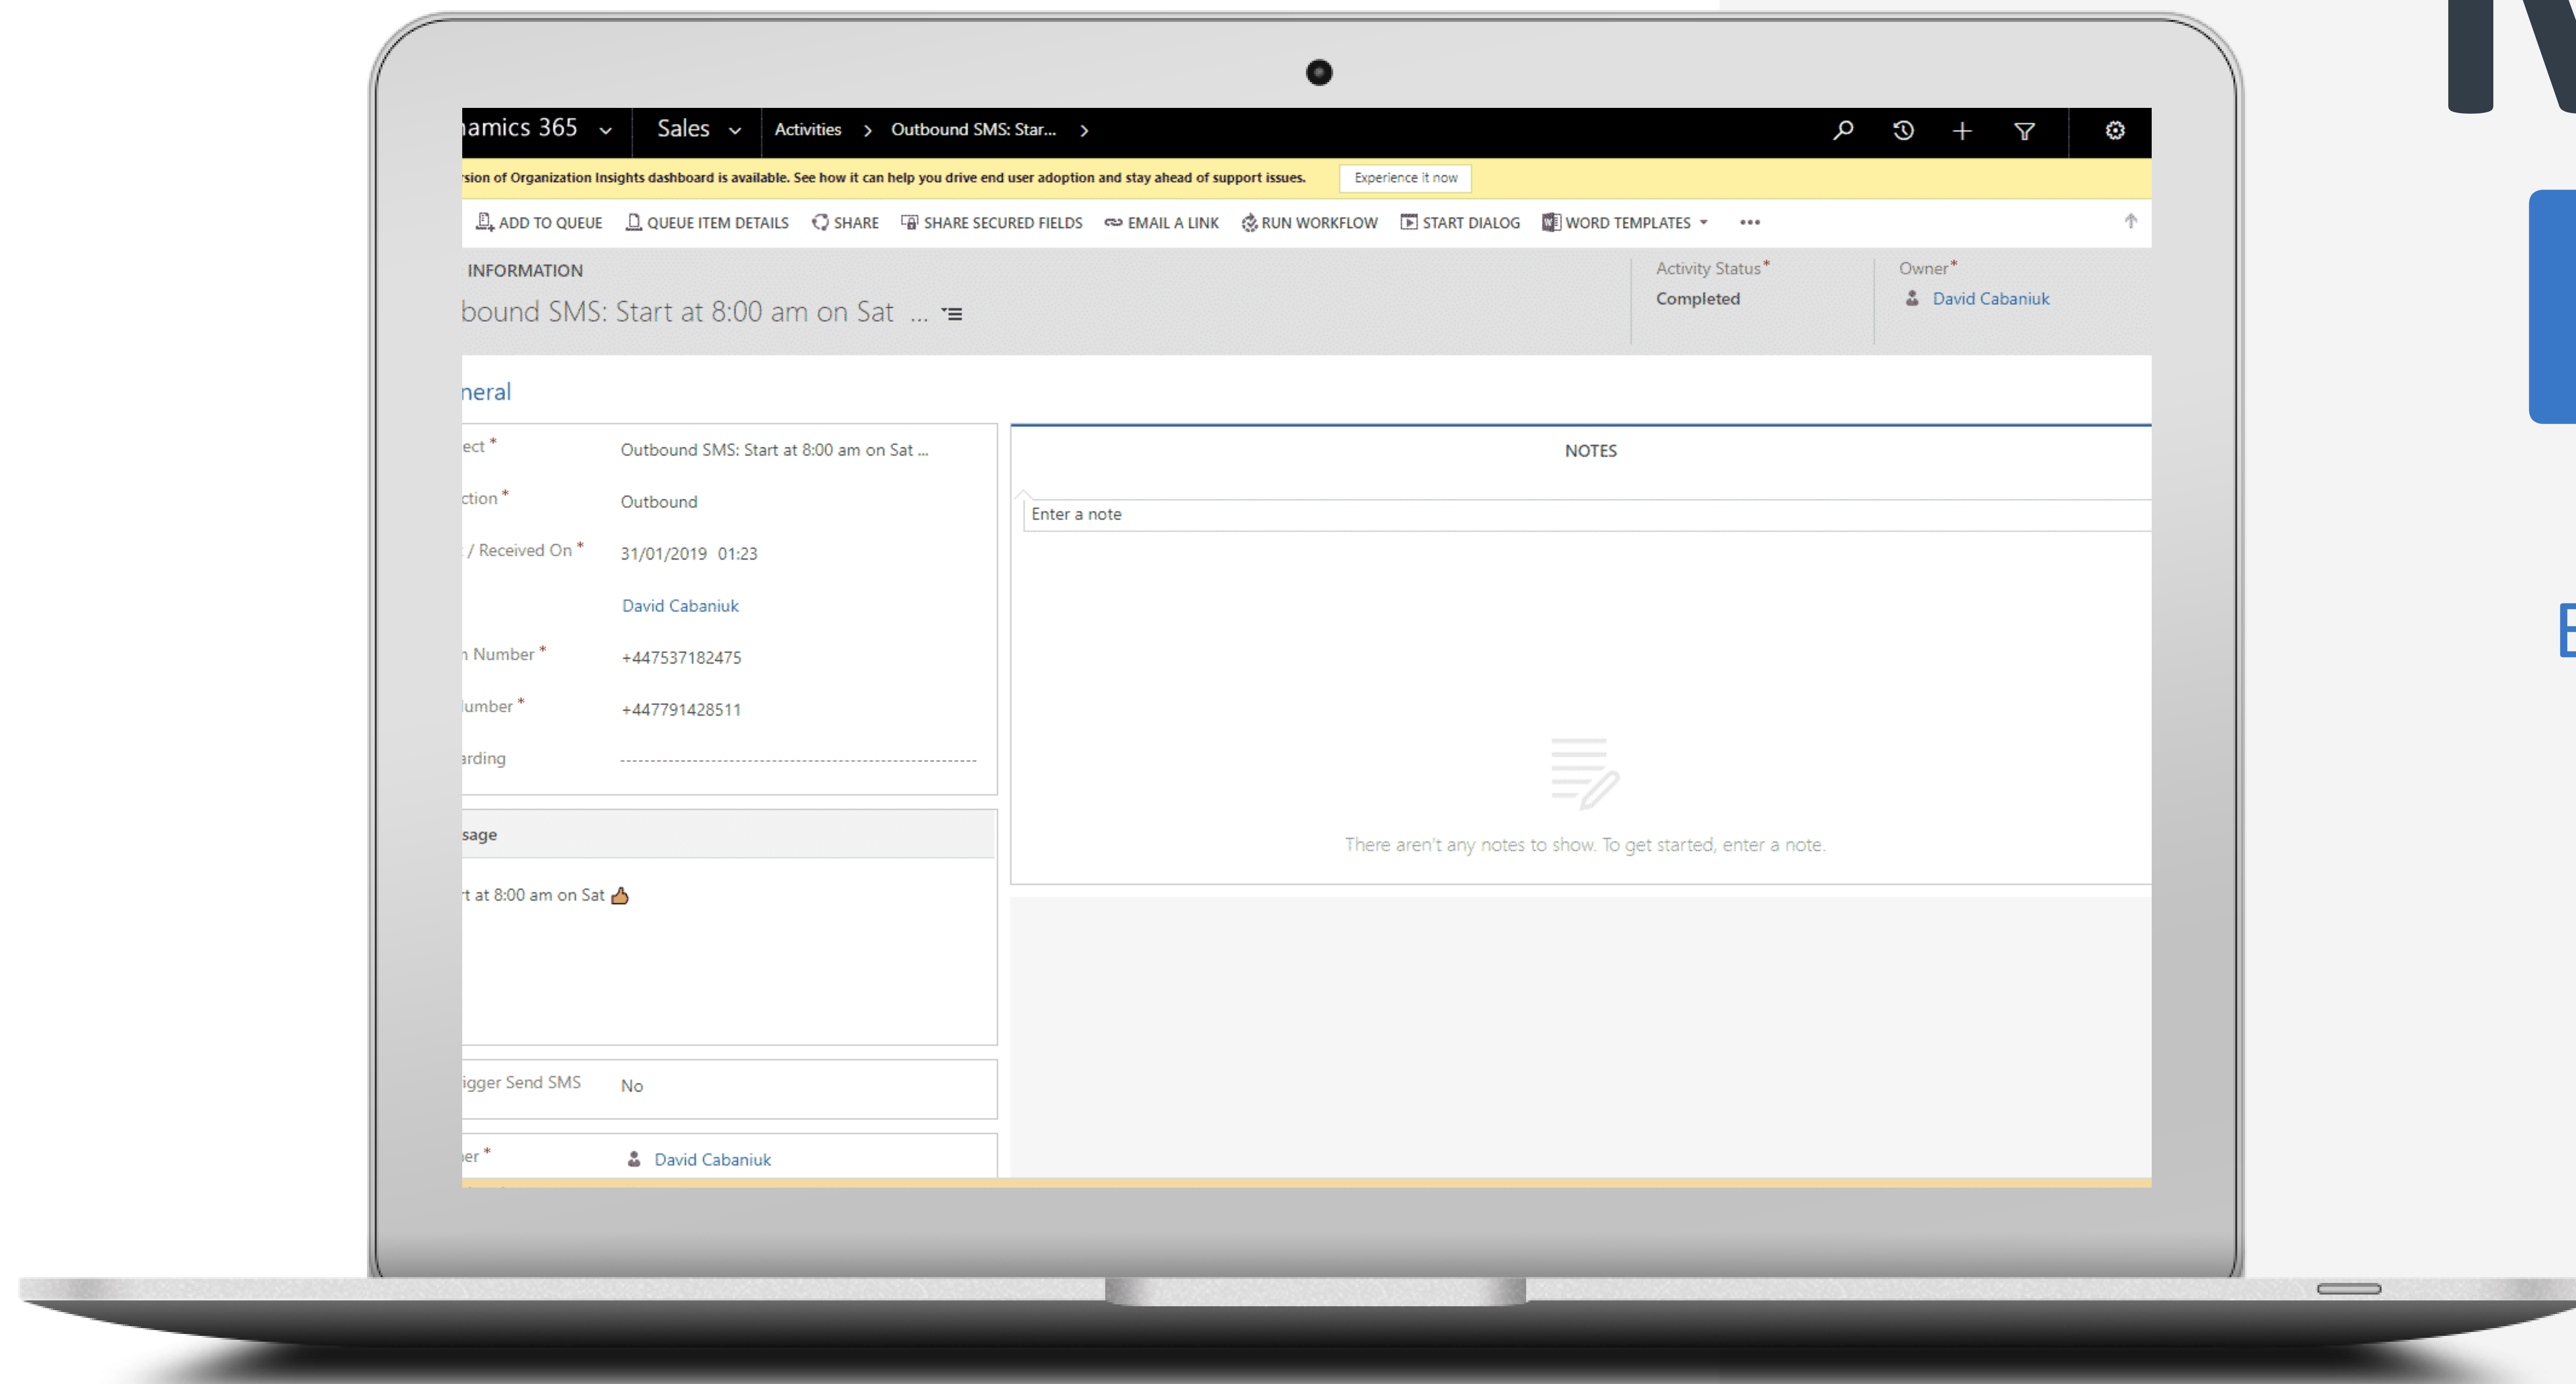 namics 365 Sales Activities > Outbound SMS: Star... >
rsion of Organization Insights dashboard is available. See how it can help you drive end user adoption and stay ahead of support issues. Experience it now
ADD TO QUEUE QUEUE ITEM DETAILS SHARE SHARE SECURED FIELDS EMAIL A LINK RUN WORKFLOW START DIALOG WORD TEMPLATES •••
INFORMATION
bound SMS: Start at 8:00 am on Sat ...
Activity Status*
Completed
Owner*
David Cabaniuk
neral
ect * Outbound SMS: Start at 8:00 am on Sat ...
ction * Outbound
/ Received On * 31/01/2019 01:23
David Cabaniuk
n Number * +447537182475
umber * +447791428511
arding
NOTES
Enter a note
There aren't any notes to show. To get started, enter a note.
sage
rt at 8:00 am on Sat 👍
igger Send SMS No
er * David Cabaniuk